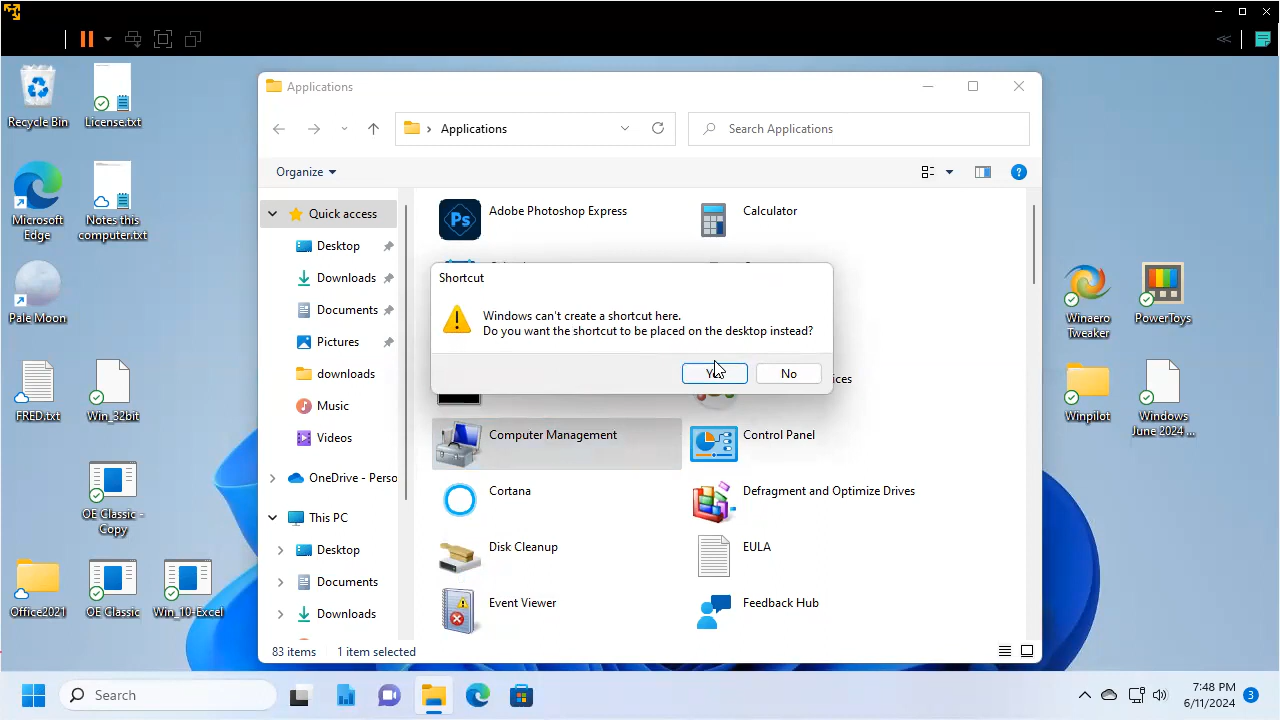 Applications
Applications
Search Applications
Organize
Recycle Bin
License.txt
Microsoft
Edge
Notes this
computer.txt
Pale Moon
FRED.txt
Win_32bit
OE Classic -
Copy
Office2021
OE Classic
Win_10-Excel
Quick access
Desktop
Downloads
Documents
Pictures
downloads
Music
Videos
OneDrive - Perso
This PC
Desktop
Documents
Downloads
Ps
Adobe Photoshop Express
Calculator
Shortcut
Windows can't create a shortcut here.
Do you want the shortcut to be placed on the desktop instead?
No
ices
Computer Management
Control Panel
Cortana
Defragment and Optimize Drives
Disk Cleanup
EULA
Event Viewer
Feedback Hub
83 items
1 item selected
Winaero
Tweaker
PowerToys
Winpilot
Windows
June 2024 ...
Search
7:48 PM
6/11/2024
3